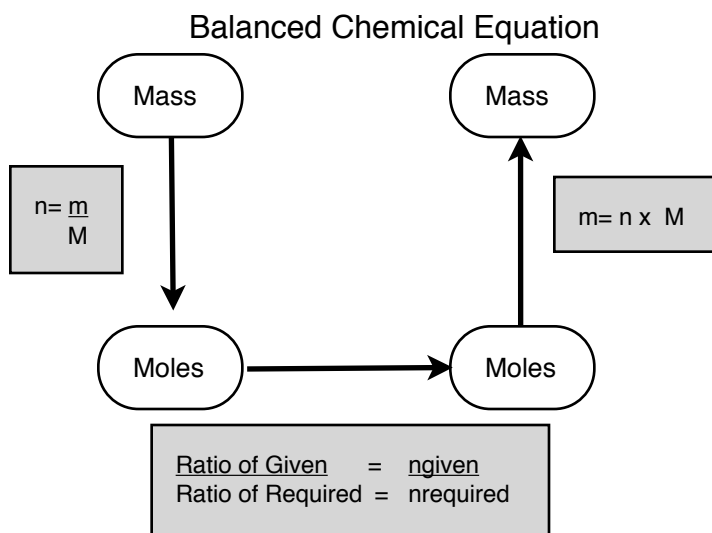 Balanced Chemical Equation
Mass
Mass
n= m
M
m= n x M
Moles
Moles
Ratio of Given = ngiven
Ratio of Required = nrequired